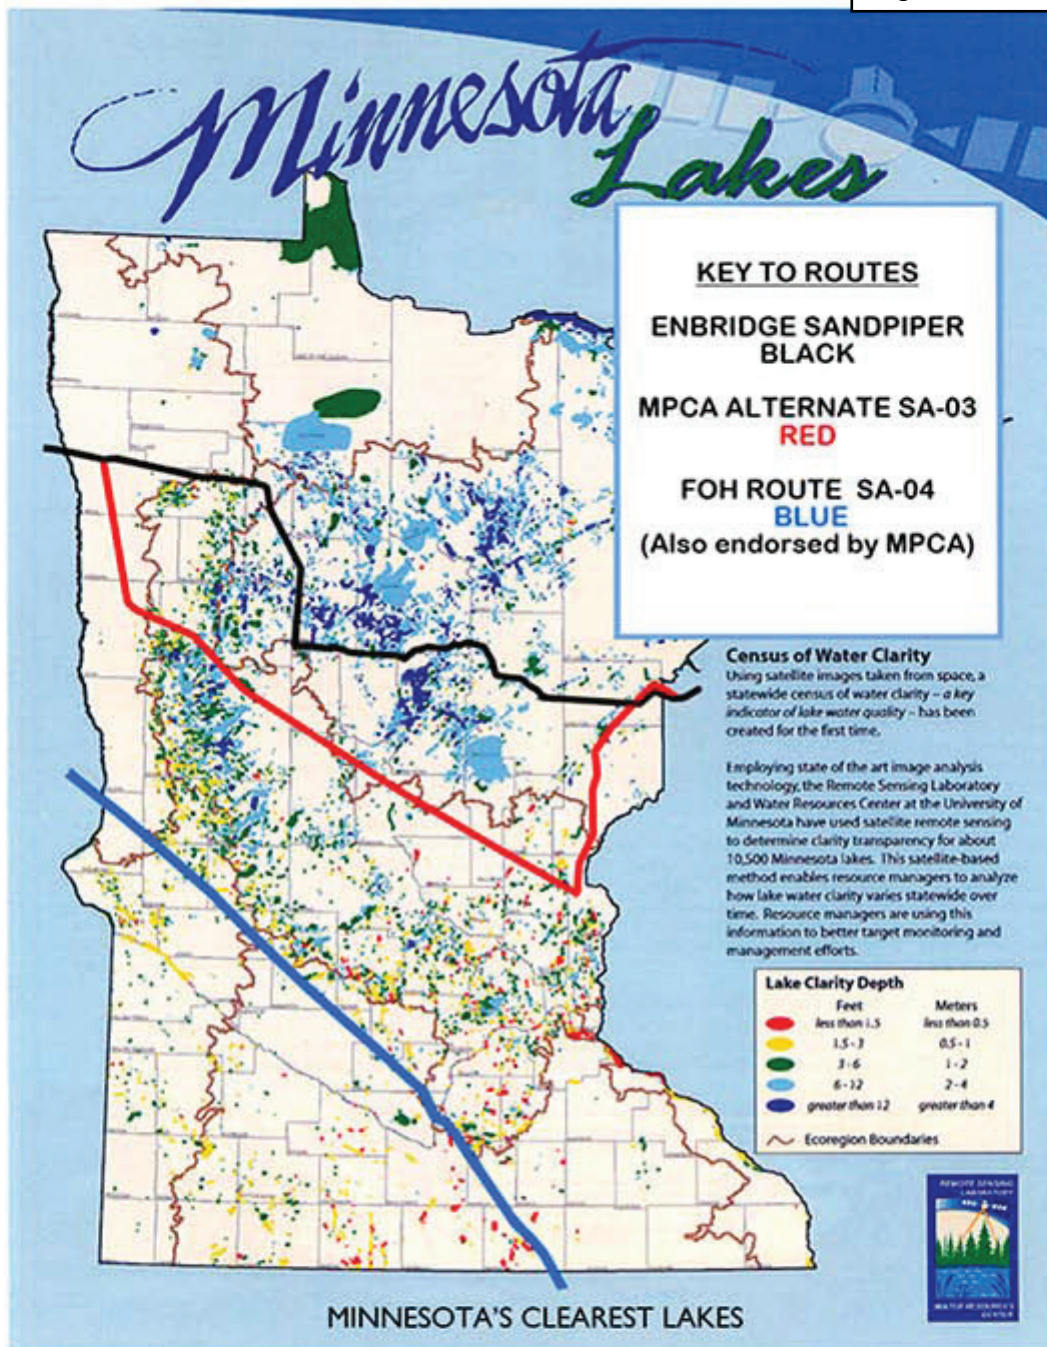 Minnesota
Lakes
KEY TO ROUTES
ENBRIDGE SANDPIPER
BLACK
MPCA ALTERNATE SA-03
RED
FOH ROUTE SA-04
BLUE
(Also endorsed by MPCA)
Census of Water Clarity
Using satellite images taken from space, a
statewide census of water clarity – a key
indicator of lake water quality – has been
created for the first time.
Employing state of the art image analysis
technology, the Remote Sensing Laboratory
and Water Resources Center at the University of
Minnesota have used satellite remote sensing
to determine clarity transparency for about
10,500 Minnesota lakes. This satellite-based
method enables resource managers to analyze
how lake water clarity varies statewide over
time. Resource managers are using this
information to better target monitoring and
management efforts.
Lake Clarity Depth
Feet Meters
less than 1.5 less than 0.5
1.5 - 3 0.5 - 1
3 - 6 1 - 2
6 - 12 2 - 4
greater than 12 greater than 4
Ecoregion Boundaries
REMOTE SENSING
LABORATORY
WATER RESOURCES
CENTER
MINNESOTA'S CLEAREST LAKES